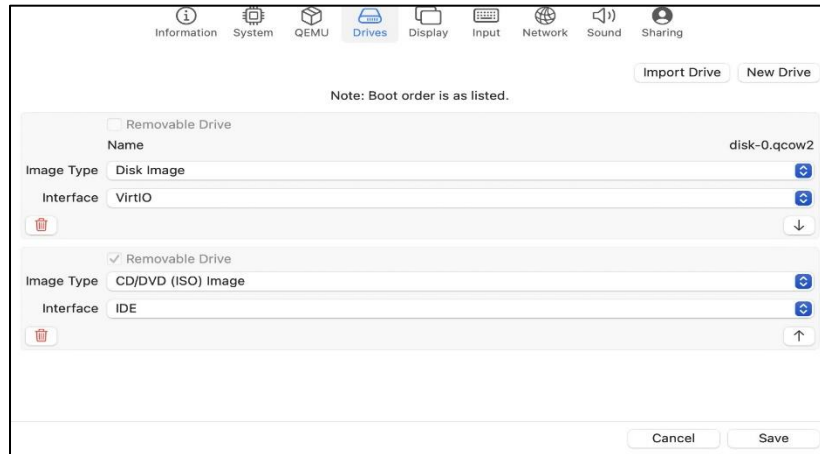 Information System QEMU Drives Display Input Network Sound Sharing
Import Drive New Drive
Note: Boot order is as listed.
Removable Drive
Name disk-0.qcow2
Image Type Disk Image
Interface VirtIO
Removable Drive
Image Type CD/DVD (ISO) Image
Interface IDE
Cancel Save